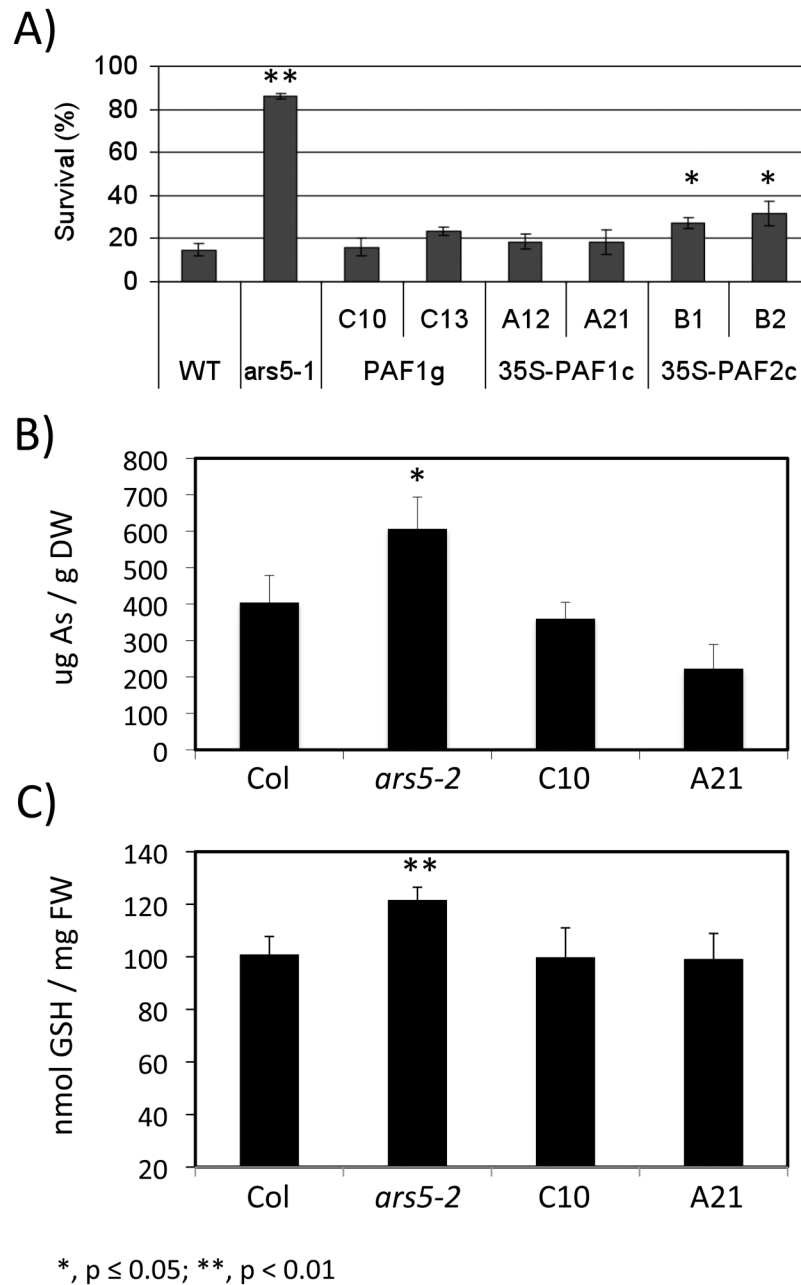 A)
Survival (%)
100
80
60
40
20
0
**
*
*
C10 C13 A12 A21 B1 B2
WT ars5-1 PAF1g 35S-PAF1c 35S-PAF2c
B)
ug As / g DW
800
700
600
500
400
300
200
100
0
*
Col ars5-2 C10 A21
C)
nmol GSH / mg FW
140
120
100
80
60
40
20
**
Col ars5-2 C10 A21
*, p ≤ 0.05; **, p < 0.01